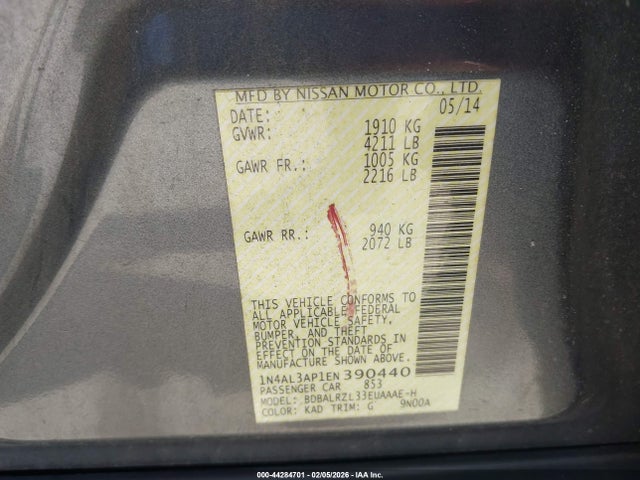 MFD BY NISSAN MOTOR CO., LTD.
DATE: 05/14
GVWR: 1910 KG
4211 LB
GAWR FR.: 1005 KG
2216 LB
GAWR RR.: 940 KG
2072 LB
THIS VEHICLE CONFORMS TO
ALL APPLICABLE FEDERAL
MOTOR VEHICLE SAFETY,
BUMPER, AND THEFT
PREVENTION STANDARDS
IN EFFECT ON THE DATE OF
MANUFACTURE SHOWN ABOVE.
1N4AL3AP1EN390440
PASSENGER CAR 853
MODEL: BDBALRZL33EUAAAE-H
COLOR: KAD TRIM: G 9N00A
000-44284701 - 02/05/2026 - IAA Inc.